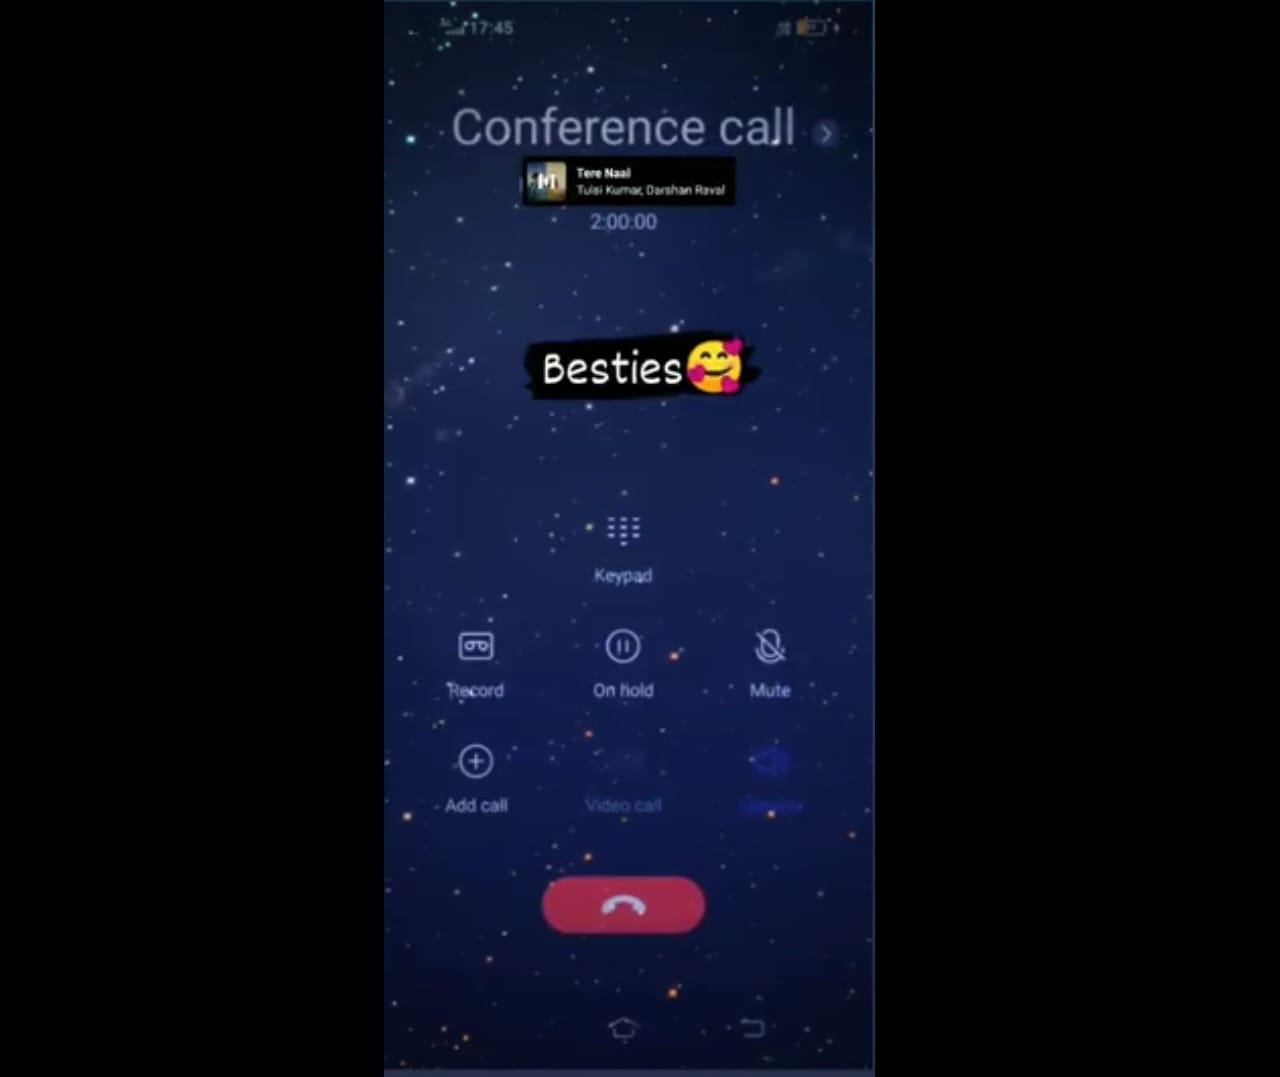 17:45
Conference call
Tere Naal
Tulsi Kumar, Darshan Raval
2:00:00
Besties🥰
Keypad
Record
On hold
Mute
Add call
Video call